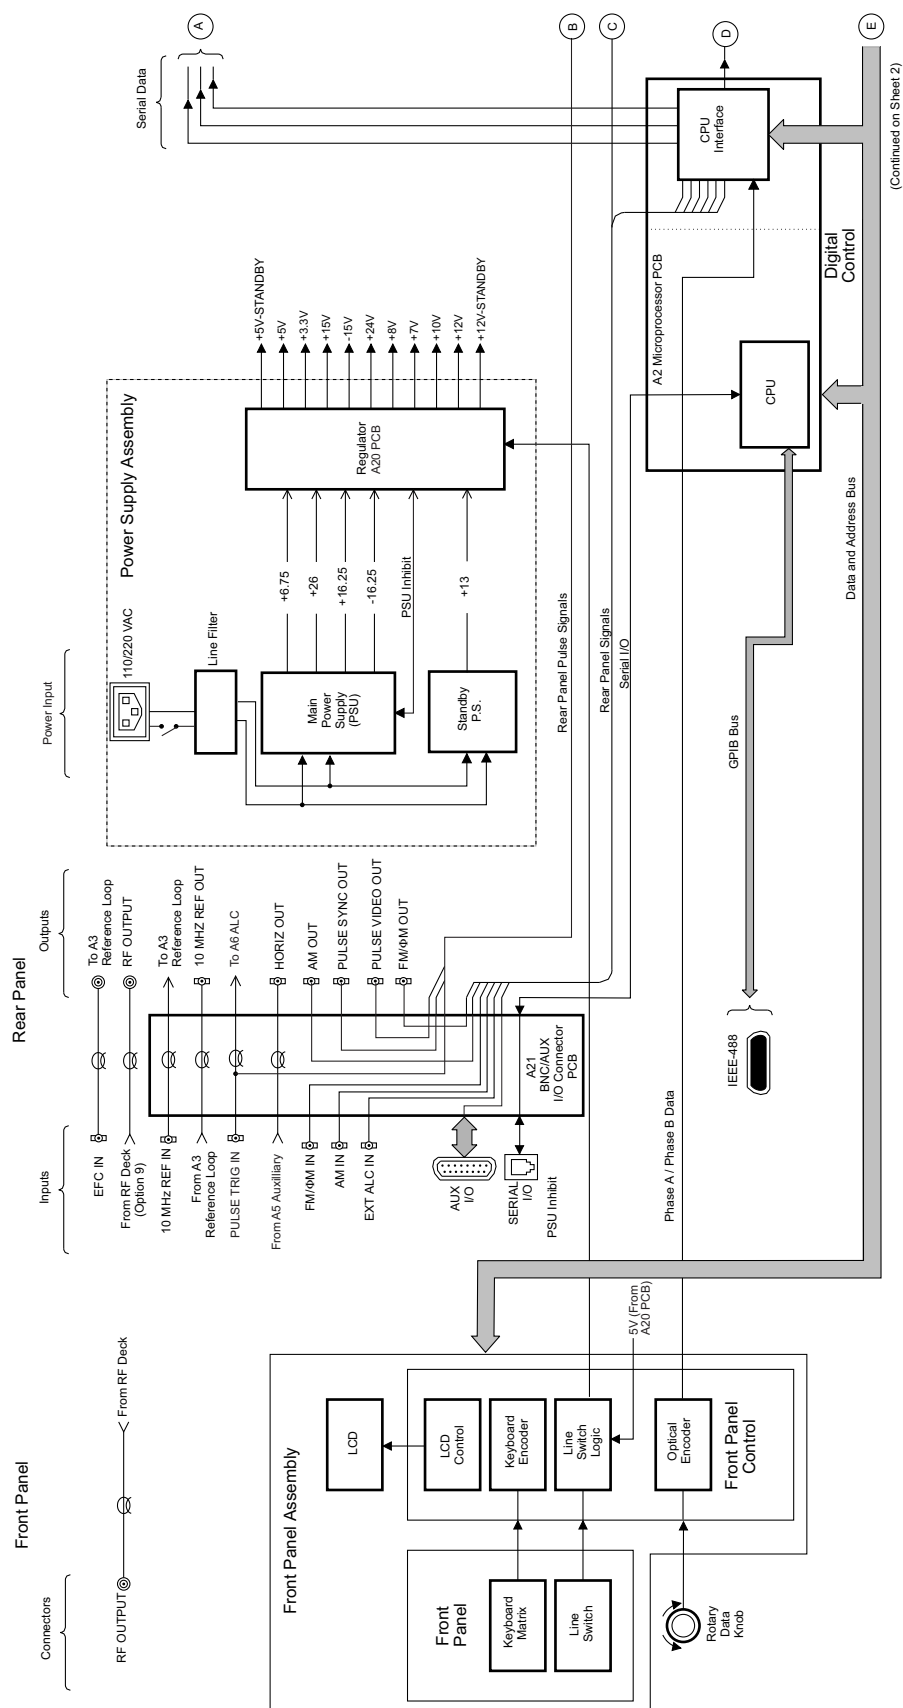 Front Panel
Connectors
RF OUTPUT
From RF Deck
Front Panel Assembly
Front
Panel
Keyboard
Matrix
Line
Switch
Rotary
Data
Knob
LCD
LCD
Control
Keyboard
Encoder
Line
Switch
Logic
Optical
Encoder
Front Panel
Control
5V (From
A20 PCB)
Rear Panel
Inputs
Outputs
EFC IN
To A3
Reference Loop
From RF Deck
(Option 9)
RF OUTPUT
10 MHz REF IN
To A3
Reference Loop
From A3
Reference Loop
10 MHZ REF OUT
PULSE TRIG IN
To A6 ALC
From A5 Auxilliary
HORIZ OUT
FM/ΦM IN
AM OUT
AM IN
PULSE SYNC OUT
EXT ALC IN
PULSE VIDEO OUT
FM/ΦM OUT
AUX
I/O
SERIAL
I/O
PSU Inhibit
A21
BNC/AUX
I/O Connector
PCB
Phase A / Phase B Data
IEEE-488
GPIB Bus
Power Input
110/220 VAC
Line Filter
Power Supply Assembly
Main
Power
Supply
(PSU)
Standby
P.S.
+6.75
+26
+16.25
-16.25
PSU Inhibit
+13
Regulator
A20 PCB
+5V-STANDBY
+5V
+3.3V
+15V
-15V
+24V
+8V
+7V
+10V
+12V
+12V-STANDBY
Rear Panel Pulse Signals
Rear Panel Signals
Serial I/O
Data and Address Bus
A2 Microprocessor PCB
CPU
Digital
Control
CPU
Interface
Serial Data
A
B
C
D
E
(Continued on Sheet 2)